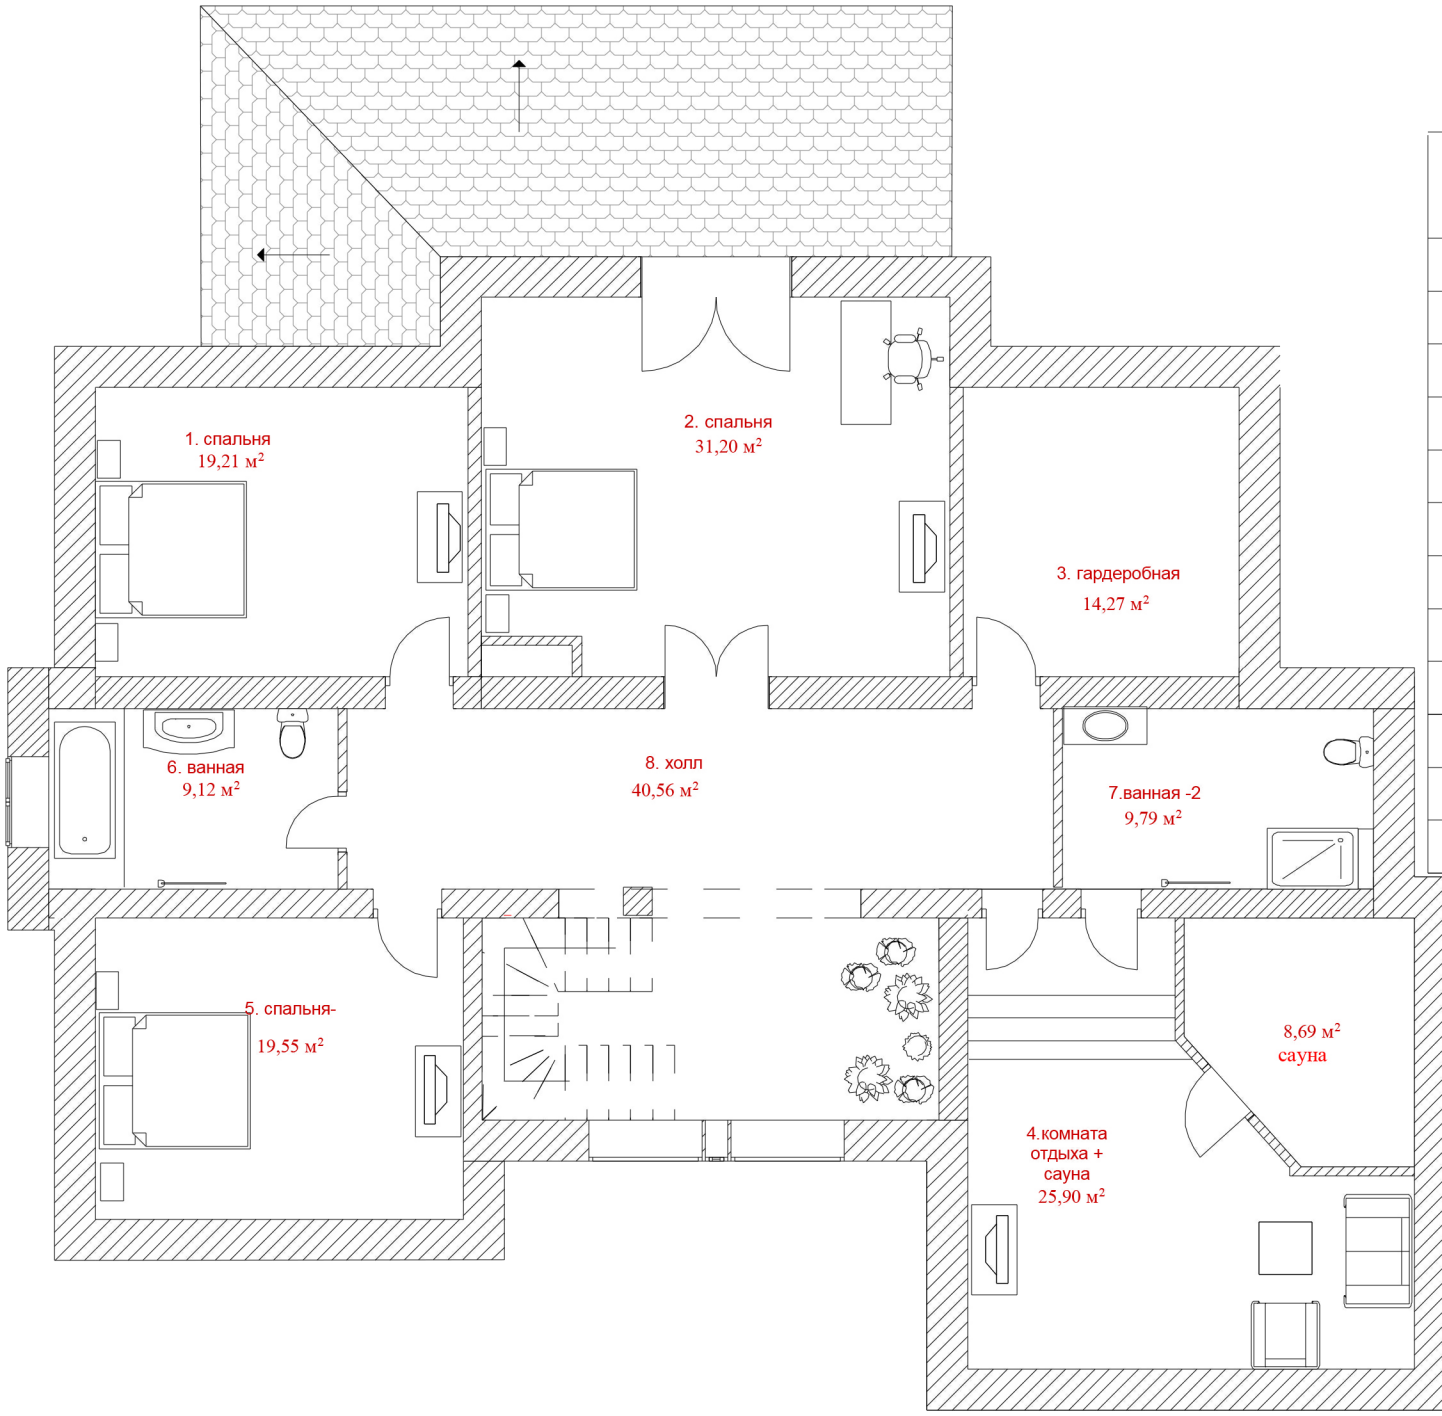 1. спальня
19,21 м²
2. спальня
31,20 м²
3. гардеробная
14,27 м²
6. ванная
9,12 м²
8. холл
40,56 м²
7.ванная -2
9,79 м²
5. спальня-
19,55 м²
8,69 м²
сауна
4.комната
отдыха +
сауна
25,90 м²